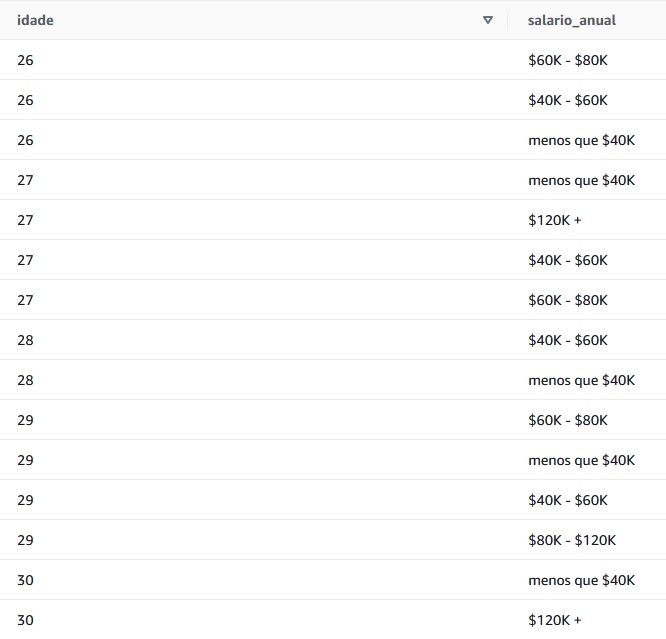 idade salario_anual
26 $60K - $80K
26 $40K - $60K
26 menos que $40K
27 menos que $40K
27 $120K +
27 $40K - $60K
27 $60K - $80K
28 $40K - $60K
28 menos que $40K
29 $60K - $80K
29 menos que $40K
29 $40K - $60K
29 $80K - $120K
30 menos que $40K
30 $120K +